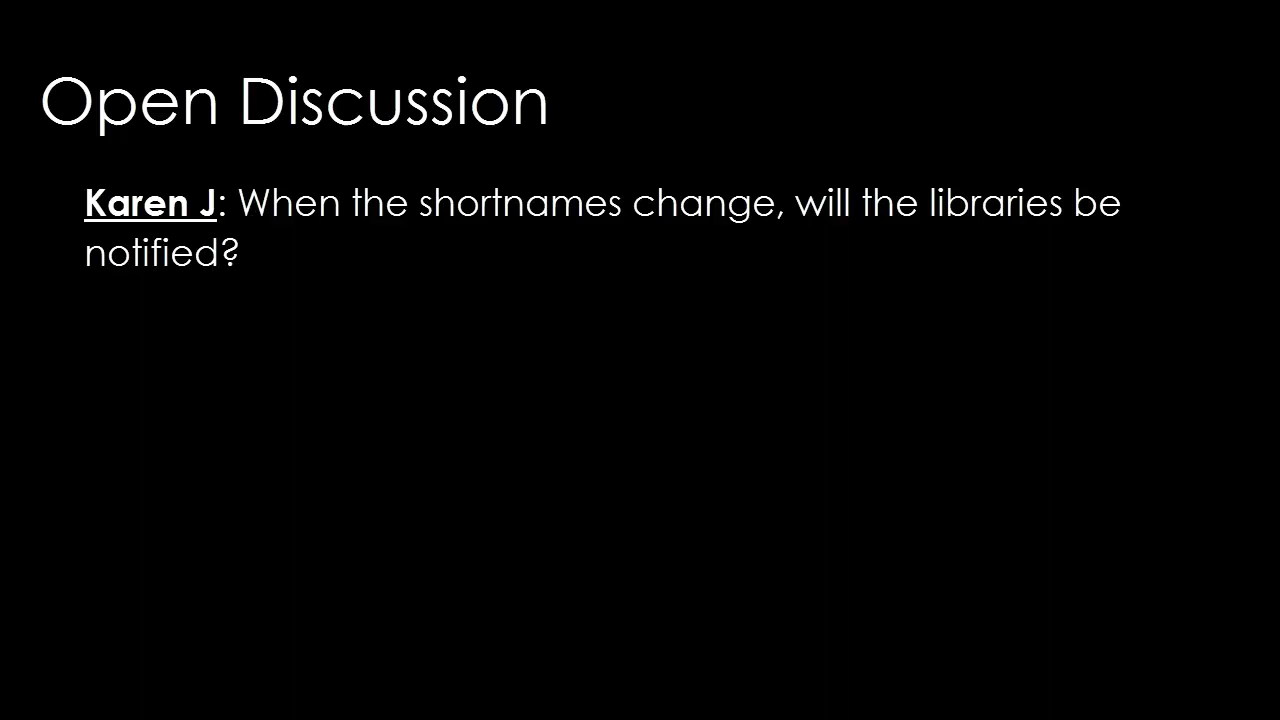 Open Discussion
Karen J: When the shortnames change, will the libraries be
notified?